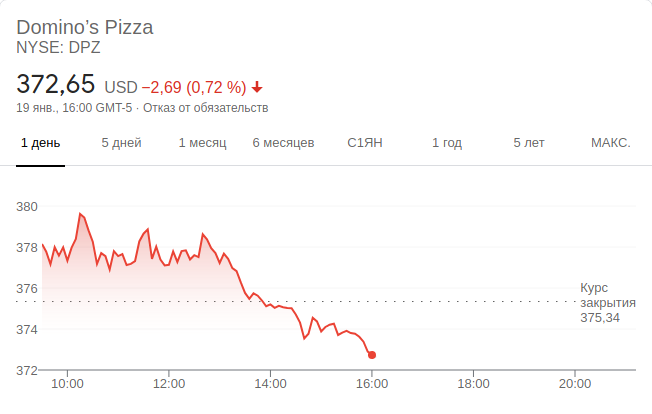 Domino’s Pizza
NYSE: DPZ
372,65 USD −2,69 (0,72 %)
19 янв., 16:00 GMT-5 · Отказ от обязательств
1 день 5 дней 1 месяц 6 месяцев С1ЯН 1 год 5 лет МАКС.
380
378
376
374
372
Курс
закрытия
375,34
10:00 12:00 14:00 16:00 18:00 20:00